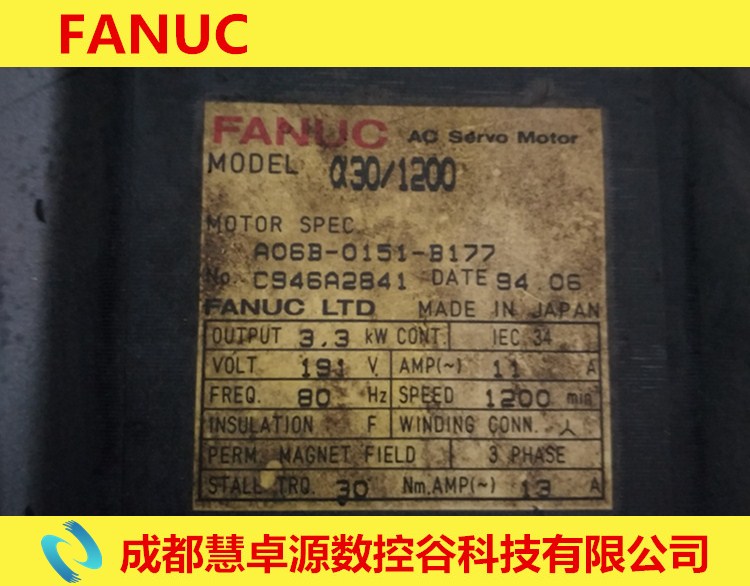 FANUC
FANUC AC Servo Motor
MODEL α30/1200
MOTOR SPEC.
A06B-0151-B177
No. C946A2841 DATE 94.06
FANUC LTD MADE IN JAPAN
OUTPUT 3.3 kW CONT. IEC 34
VOLT 191 V AMP(~) 11 A
FREQ. 80 Hz SPEED 1200 min
INSULATION F WINDING CONN. 人
PERM. MAGNET FIELD 3 PHASE
STALL TRQ. 30 Nm.AMP(~) 13 A
成都慧卓源数控谷科技有限公司